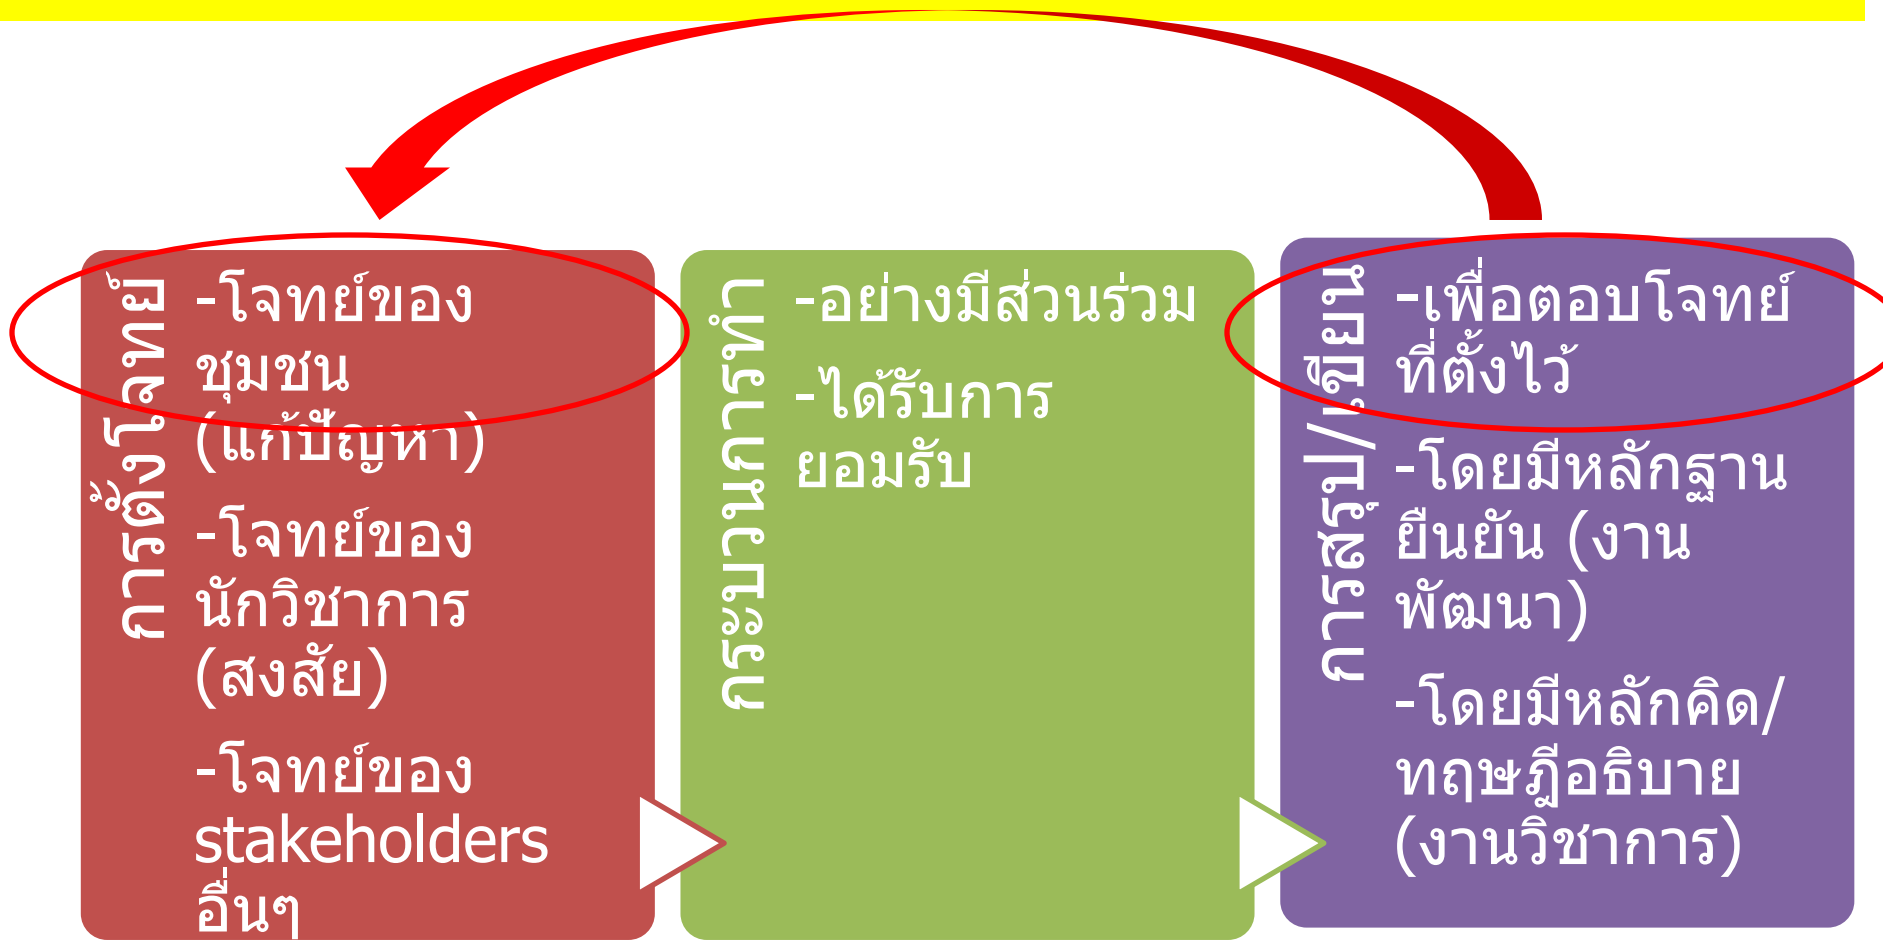 การตั้งโจทย์
-โจทย์ของ
ชุมชน
(แก้ปัญหา)
-โจทย์ของ
นักวิชาการ
(สงสัย)
-โจทย์ของ
stakeholders
อื่นๆ
กระบวนการทำ
-อย่างมีส่วนร่วม
-ได้รับการ
ยอมรับ
การสรุป/เขียน
-เพื่อตอบโจทย์
ที่ตั้งไว้
-โดยมีหลักฐาน
ยืนยัน (งาน
พัฒนา)
-โดยมีหลักคิด/
ทฤษฎีอธิบาย
(งานวิชาการ)